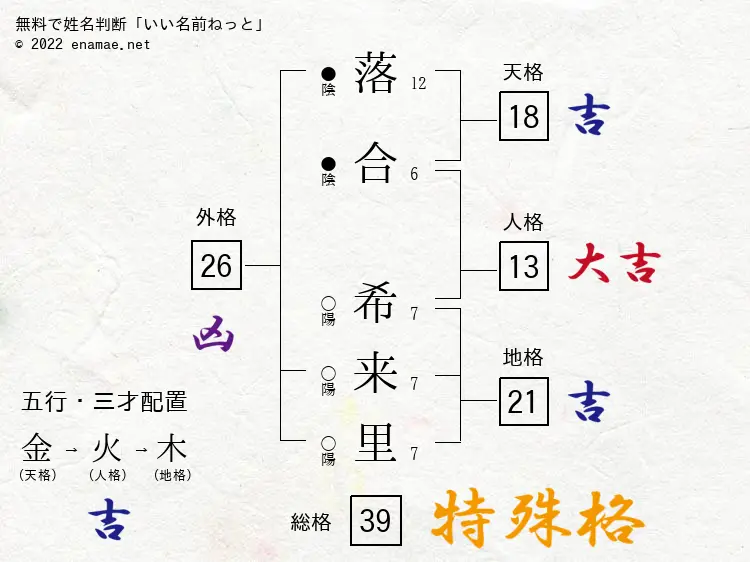 無料で姓名判断「いい名前ねっと」
© 2022 enamae.net
落 12
●陰
合 6
●陰
希 7
○陽
来 7
○陽
里 7
○陽
天格
18 吉
人格
13 大吉
地格
21 吉
外格
26
凶
五行・三才配置
金→火→木
(天格) (人格) (地格)
吉
総格 39 特殊格